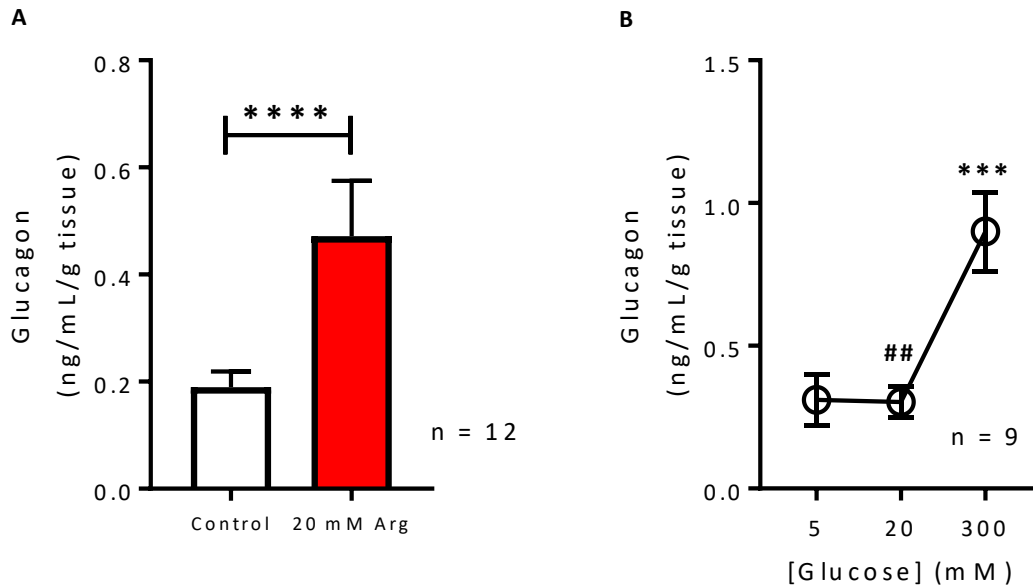 A
Glucagon
(ng/mL/g tissue)
0.8
0.6
0.4
0.2
0.0
****
n = 12
Control 20 mM Arg
B
Glucagon
(ng/mL/g tissue)
1.5
1.0
0.5
0.0
***
##
n = 9
5 20 300
[Glucose] (mM)